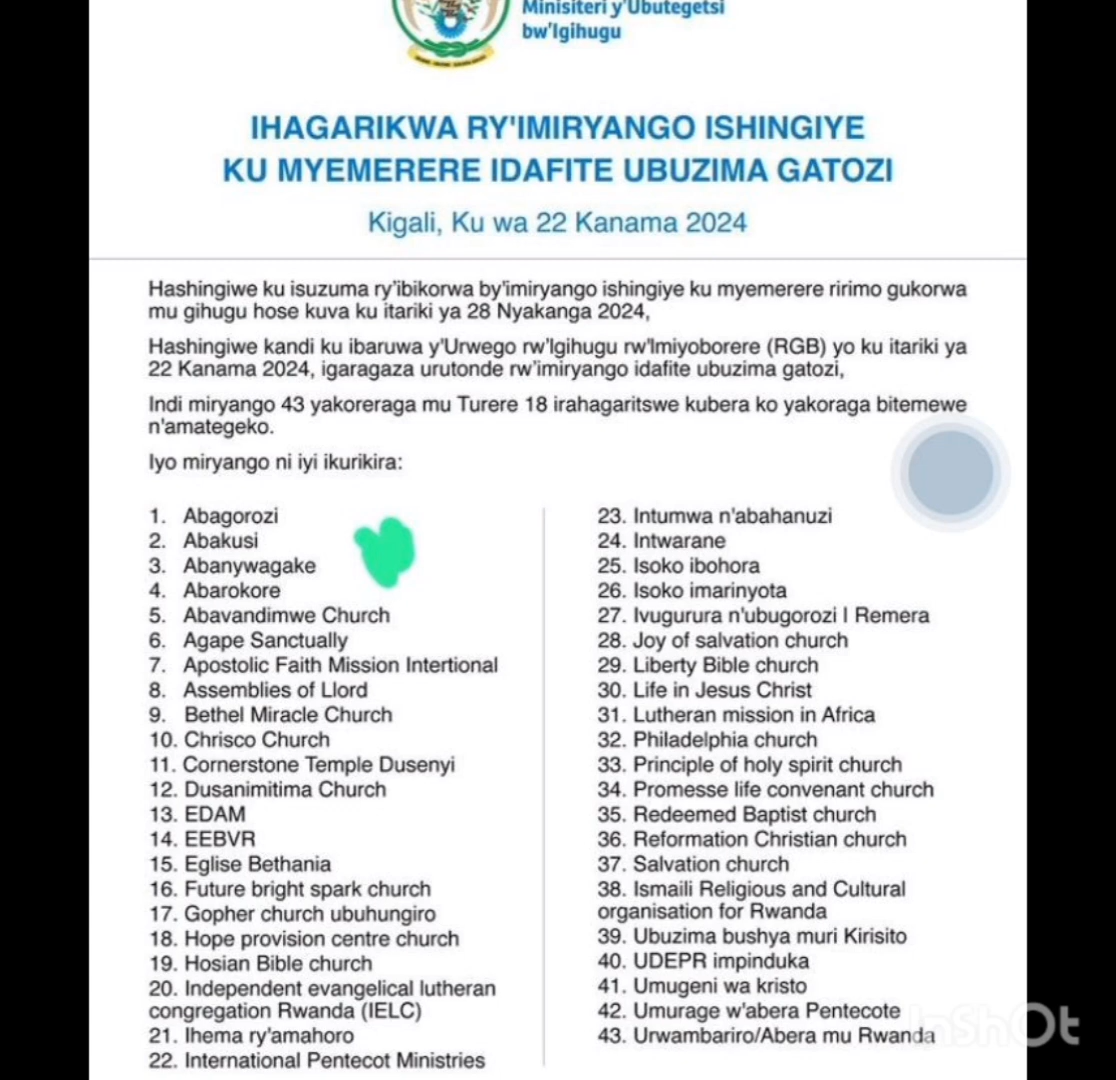 Minisiteri y'Ubutegetsi
bw'Igihugu
IHAGARIKWA RY'IMIRYANGO ISHINGIYE
KU MYEMERERE IDAFITE UBUZIMA GATOZI
Kigali, Ku wa 22 Kanama 2024
Hashingiwe ku isuzuma ry'ibikorwa by'imiryango ishingiye ku myemerere ririmo gukorwa
mu gihugu hose kuva ku itariki ya 28 Nyakanga 2024,
Hashingiwe kandi ku ibaruwa y'Urwego rw'Igihugu rw'Imiyoborere (RGB) yo ku itariki ya
22 Kanama 2024, igaragaza urutonde rw'imiryango idafite ubuzima gatozi,
Indi miryango 43 yakoreraga mu Turere 18 irahagaritswe kubera ko yakoraga bitemewe
n'amategeko.
Iyo miryango ni iyi ikurikira:
1. Abagorozi
2. Abakusi
3. Abanywagake
4. Abarokore
5. Abavandimwe Church
6. Agape Sanctually
7. Apostolic Faith Mission Intertional
8. Assemblies of Llord
9. Bethel Miracle Church
10. Chrisco Church
11. Cornerstone Temple Dusenyi
12. Dusanimitima Church
13. EDAM
14. EEBVR
15. Eglise Bethania
16. Future bright spark church
17. Gopher church ubuhungiro
18. Hope provision centre church
19. Hosian Bible church
20. Independent evangelical lutheran
congregation Rwanda (IELC)
21. Ihema ry'amahoro
22. International Pentecot Ministries
23. Intumwa n'abahanuzi
24. Intwarane
25. Isoko ibohora
26. Isoko imarinyota
27. Ivugurura n'ubugorozi I Remera
28. Joy of salvation church
29. Liberty Bible church
30. Life in Jesus Christ
31. Lutheran mission in Africa
32. Philadelphia church
33. Principle of holy spirit church
34. Promesse life convenant church
35. Redeemed Baptist church
36. Reformation Christian church
37. Salvation church
38. Ismaili Religious and Cultural
organisation for Rwanda
39. Ubuzima bushya muri Kirisito
40. UDEPR impinduka
41. Umugeni wa kristo
42. Umurage w'abera Pentecote
43. Urwambariro/Abera mu Rwanda
InShOt